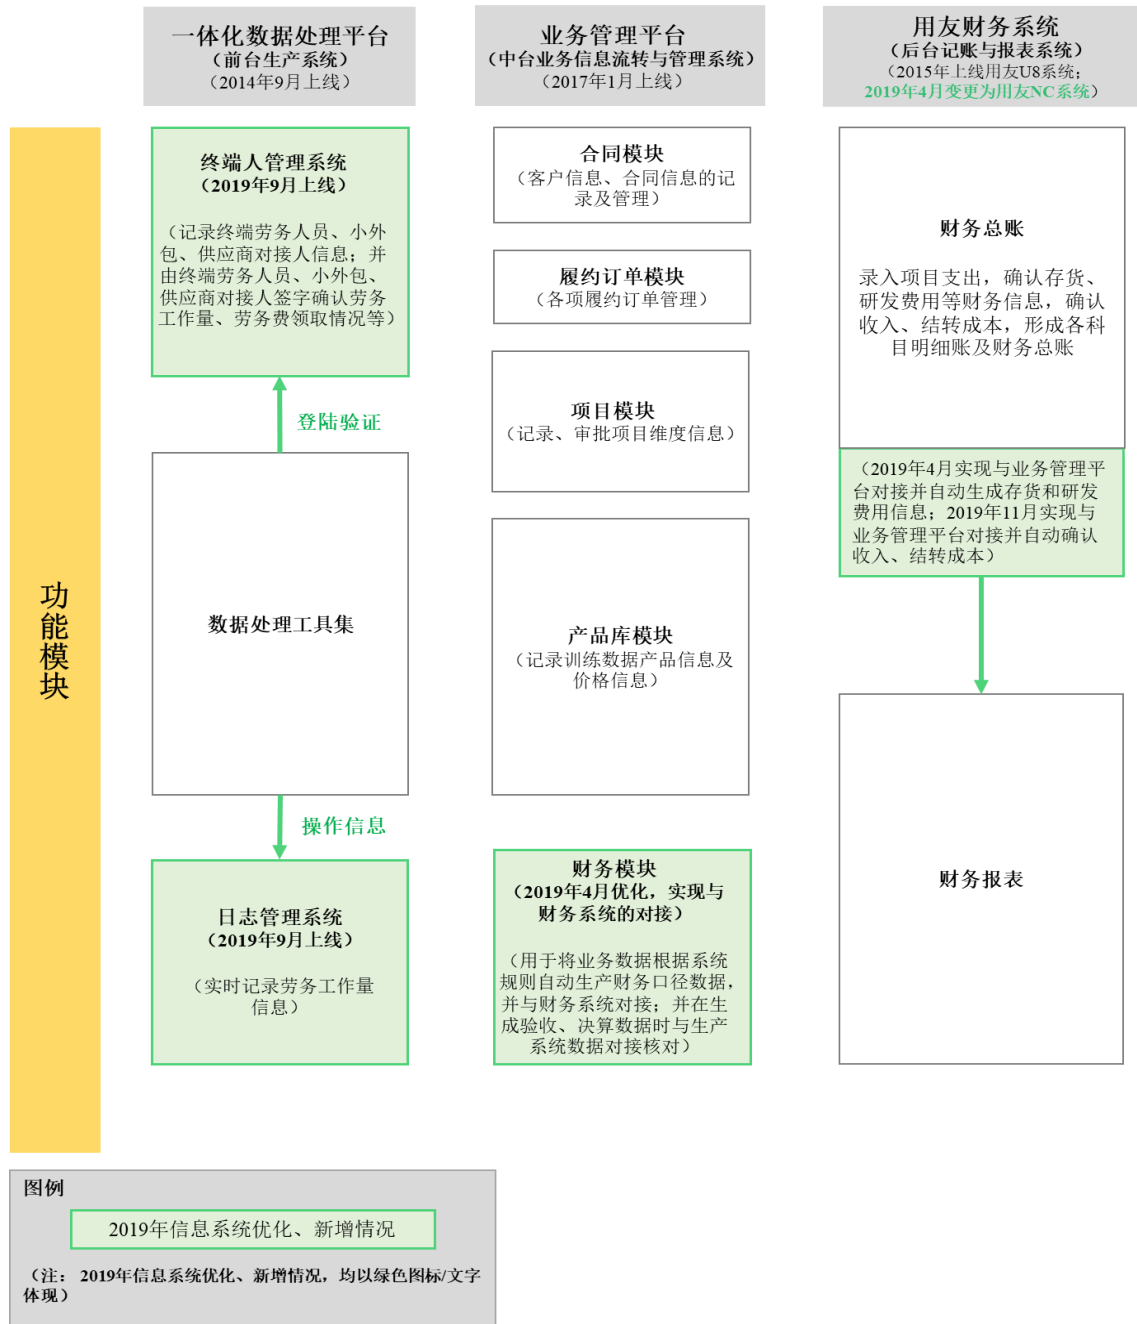 一体化数据处理平台
（前台生产系统）
（2014年9月上线）
业务管理平台
（中台业务信息流转与管理系统）
（2017年1月上线）
用友财务系统
（后台记账与报表系统）
（2015年上线用友U8系统；
2019年4月变更为用友NC系统）
功能模块
终端人管理系统
（2019年9月上线）
（记录终端劳务人员、小外
包、供应商对接人信息；并
由终端劳务人员、小外包、
供应商对接人签字确认劳务
工作量、劳务费领取情况等）
登陆验证
数据处理工具集
操作信息
日志管理系统
（2019年9月上线）
（实时记录劳务工作量
信息）
合同模块
（客户信息、合同信息的记
录及管理）
履约订单模块
（各项履约订单管理）
项目模块
（记录、审批项目维度信息）
产品库模块
（记录训练数据产品信息及
价格信息）
财务模块
（2019年4月优化，实现与
财务系统的对接）
（用于将业务数据根据系统
规则自动生产财务口径数据，
并与财务系统对接；并在生
成验收、决算数据时与生产
系统数据对接核对）
财务总账
录入项目支出，确认存货、
研发费用等财务信息，确认
收入、结转成本，形成各科
目明细账及财务总账
（2019年4月实现与业务管理平
台对接并自动生成存货和研发
费用信息；2019年11月实现与
业务管理平台对接并自动确认
收入、结转成本）
财务报表
图例
2019年信息系统优化、新增情况
（注： 2019年信息系统优化、新增情况，均以绿色图标/文字
体现）